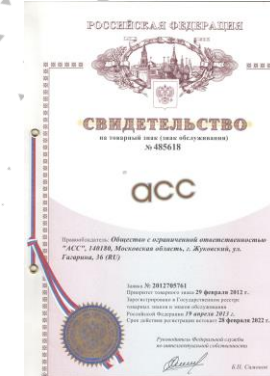 РОССИЙСКАЯ ФЕДЕРАЦИЯ
СВИДЕТЕЛЬСТВО
на товарный знак (знак обслуживания)
№ 485618
acc
Правообладатель: Общество с ограниченной ответственностью
"АСС", 140180, Московская область, г. Жуковский, ул.
Гагарина, 16 (RU)
Заявка № 2012705761
Приоритет товарного знака 29 февраля 2012 г.
Зарегистрировано в Государственном реестре
товарных знаков и знаков обслуживания
Российской Федерации 19 апреля 2013 г.
Срок действия регистрации истекает 28 февраля 2022 г.
Руководитель Федеральной службы
по интеллектуальной собственности
Б.П. Симонов